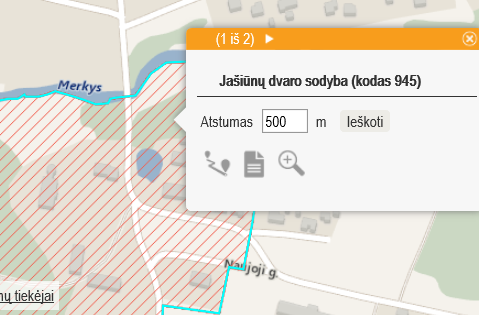 (1 iš 2)
Merkys
Jašiūnų dvaro sodyba (kodas 945)
Atstumas 500 m Ieškoti
Naujoji g.
nų tiekėjai